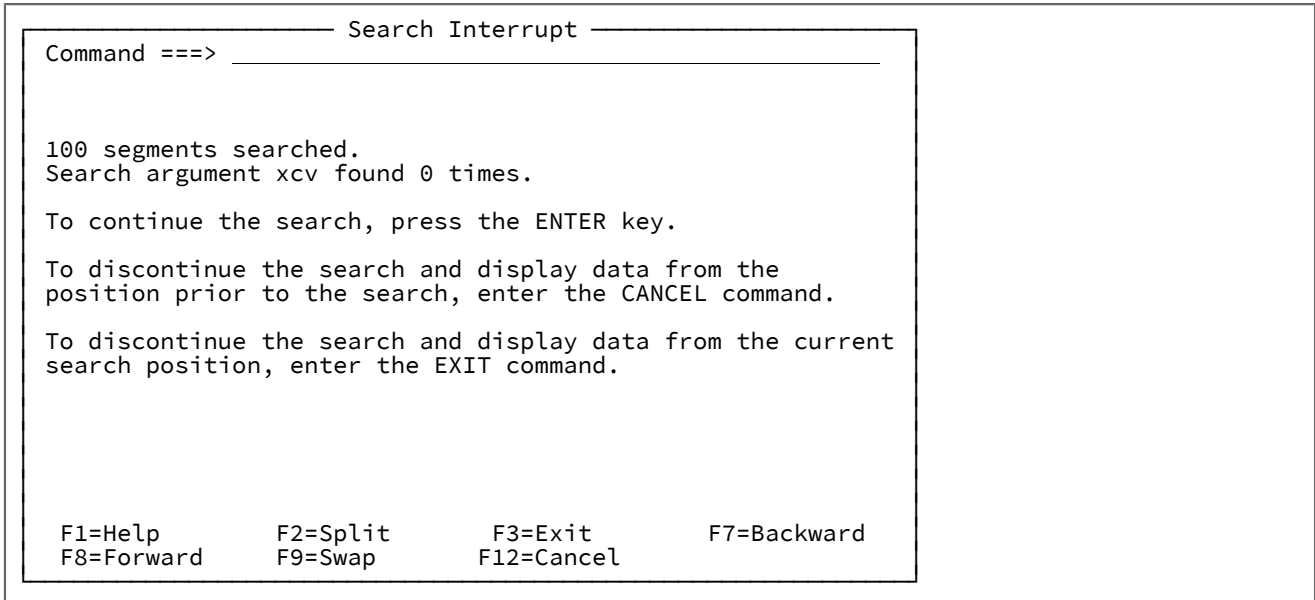 Search Interrupt
Command ===>
100 segments searched.
Search argument xcv found 0 times.
To continue the search, press the ENTER key.
To discontinue the search and display data from the
position prior to the search, enter the CANCEL command.
To discontinue the search and display data from the current
search position, enter the EXIT command.
F1=Help F2=Split F3=Exit F7=Backward
F8=Forward F9=Swap F12=Cancel